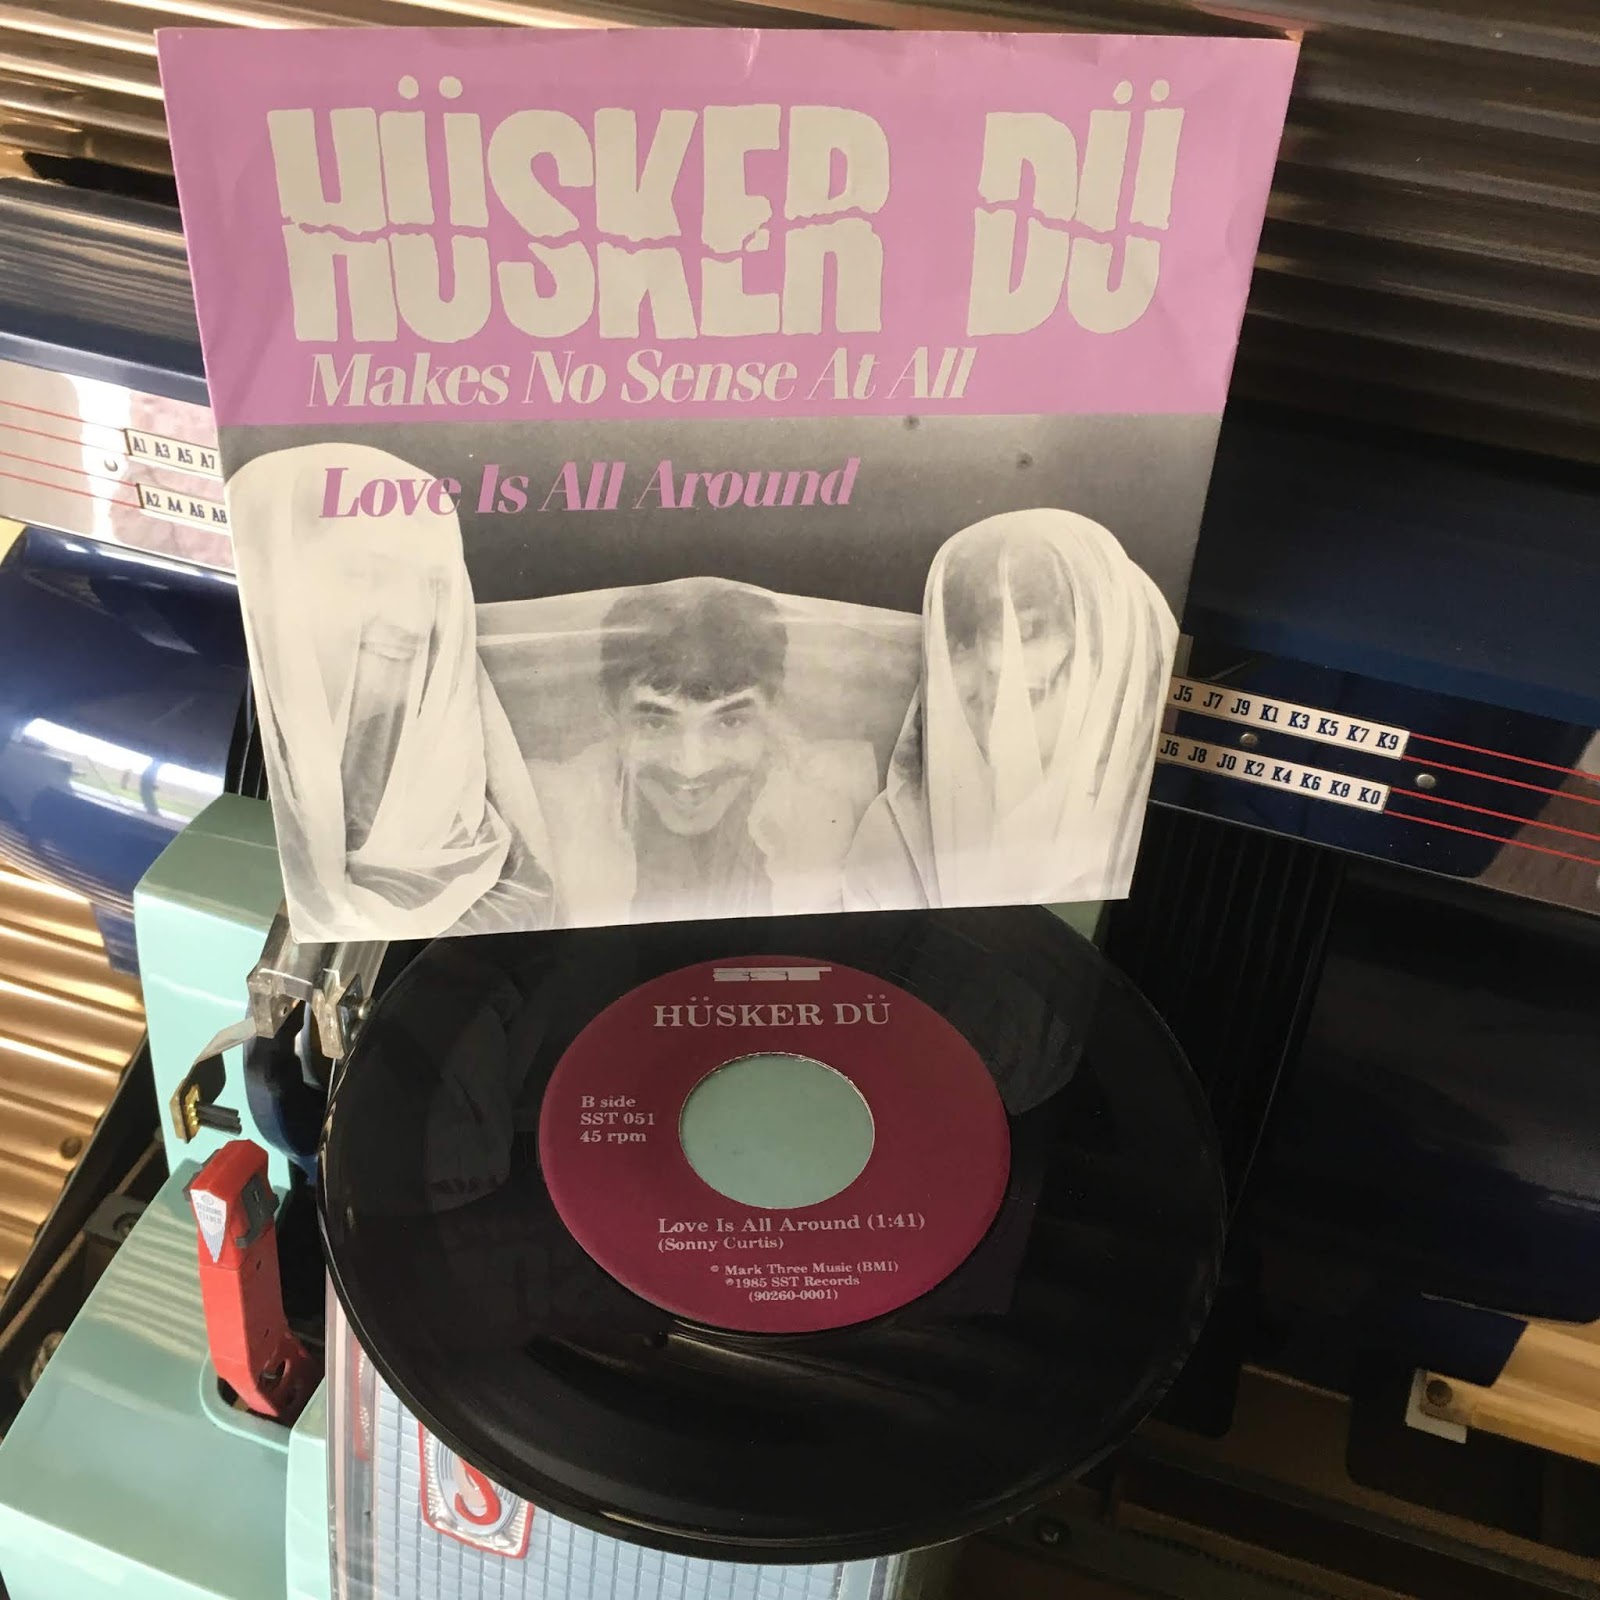 HÜSKER DÜ
Makes No Sense At All
Love Is All Around
A1 A3 A5 A7
A2 A4 A6 A8
J5 J7 J9 K1 K3 K5 K7 K9
J6 J8 J0 K2 K4 K6 K8 K0
SST
HÜSKER DÜ
B side
SST 051
45 rpm
Love Is All Around (1:41)
(Sonny Curtis)
© Mark Three Music (BMI)
℗1985 SST Records
(90260-0001)